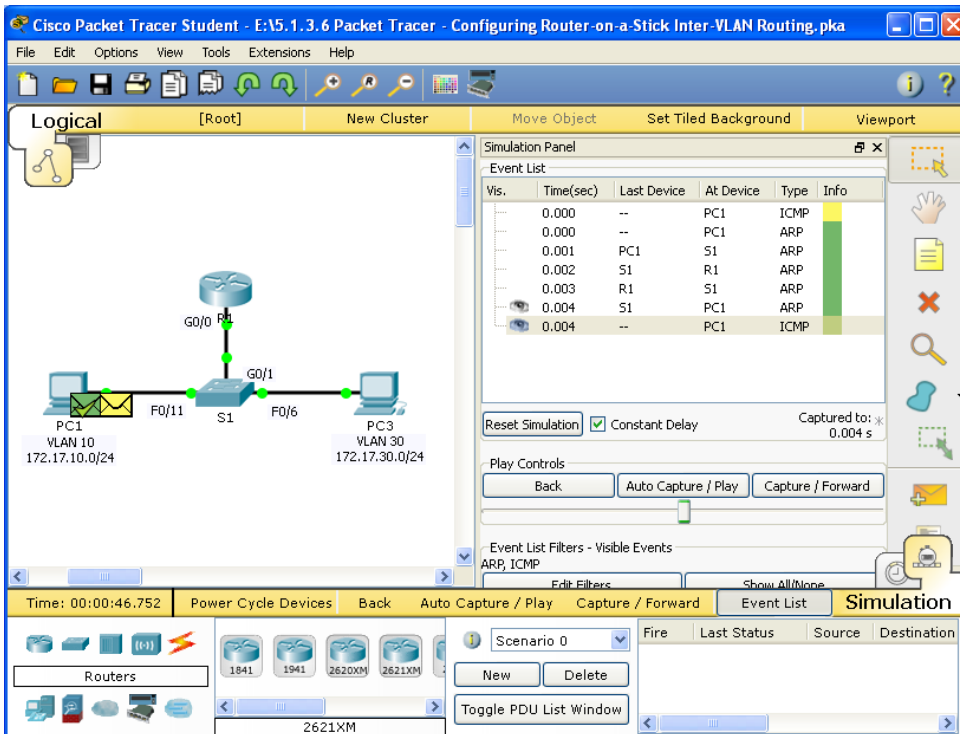 Cisco Packet Tracer Student - E:\5.1.3.6 Packet Tracer - Configuring Router-on-a-Stick Inter-VLAN Routing.pka
File Edit Options View Tools Extensions Help
Logical [Root] New Cluster Move Object Set Tiled Background Viewport
Simulation Panel
Event List
Vis. Time(sec) Last Device At Device Type Info
0.000 -- PC1 ICMP
0.000 -- PC1 ARP
0.001 PC1 S1 ARP
0.002 S1 R1 ARP
0.003 R1 S1 ARP
0.004 S1 PC1 ARP
0.004 -- PC1 ICMP
Reset Simulation Constant Delay Captured to: *
0.004 s
Play Controls
Back Auto Capture / Play Capture / Forward
Event List Filters - Visible Events
ARP, ICMP
Edit Filters Show All/None
R1
G0/0
G0/1
F0/11 S1 F0/6
PC1
VLAN 10
172.17.10.0/24
PC3
VLAN 30
172.17.30.0/24
Time: 00:00:46.752 Power Cycle Devices Back Auto Capture / Play Capture / Forward Event List Simulation
Routers
1841 1941 2620XM 2621XM
2621XM
Scenario 0
New Delete
Toggle PDU List Window
Fire Last Status Source Destination